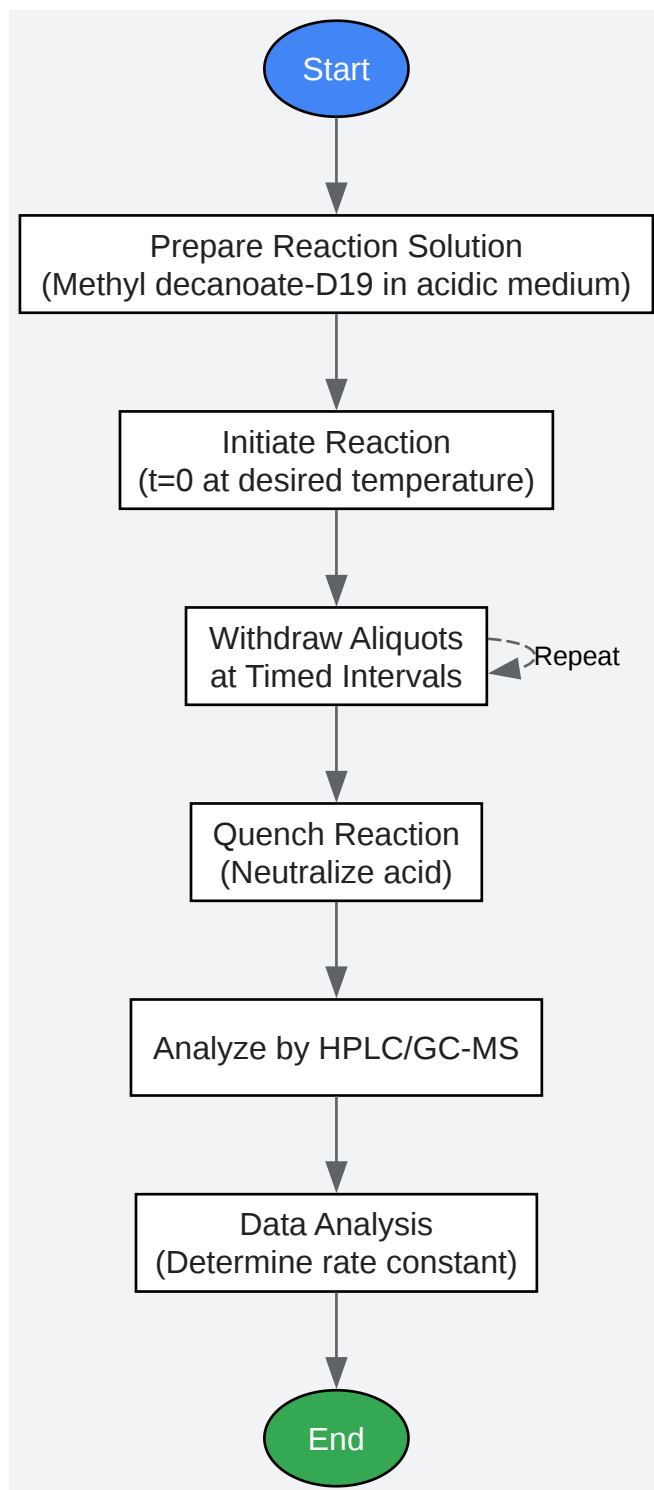 Start
Prepare Reaction Solution
(Methyl decanoate-D19 in acidic medium)
Initiate Reaction
(t=0 at desired temperature)
Withdraw Aliquots
at Timed Intervals
Repeat
Quench Reaction
(Neutralize acid)
Analyze by HPLC/GC-MS
Data Analysis
(Determine rate constant)
End